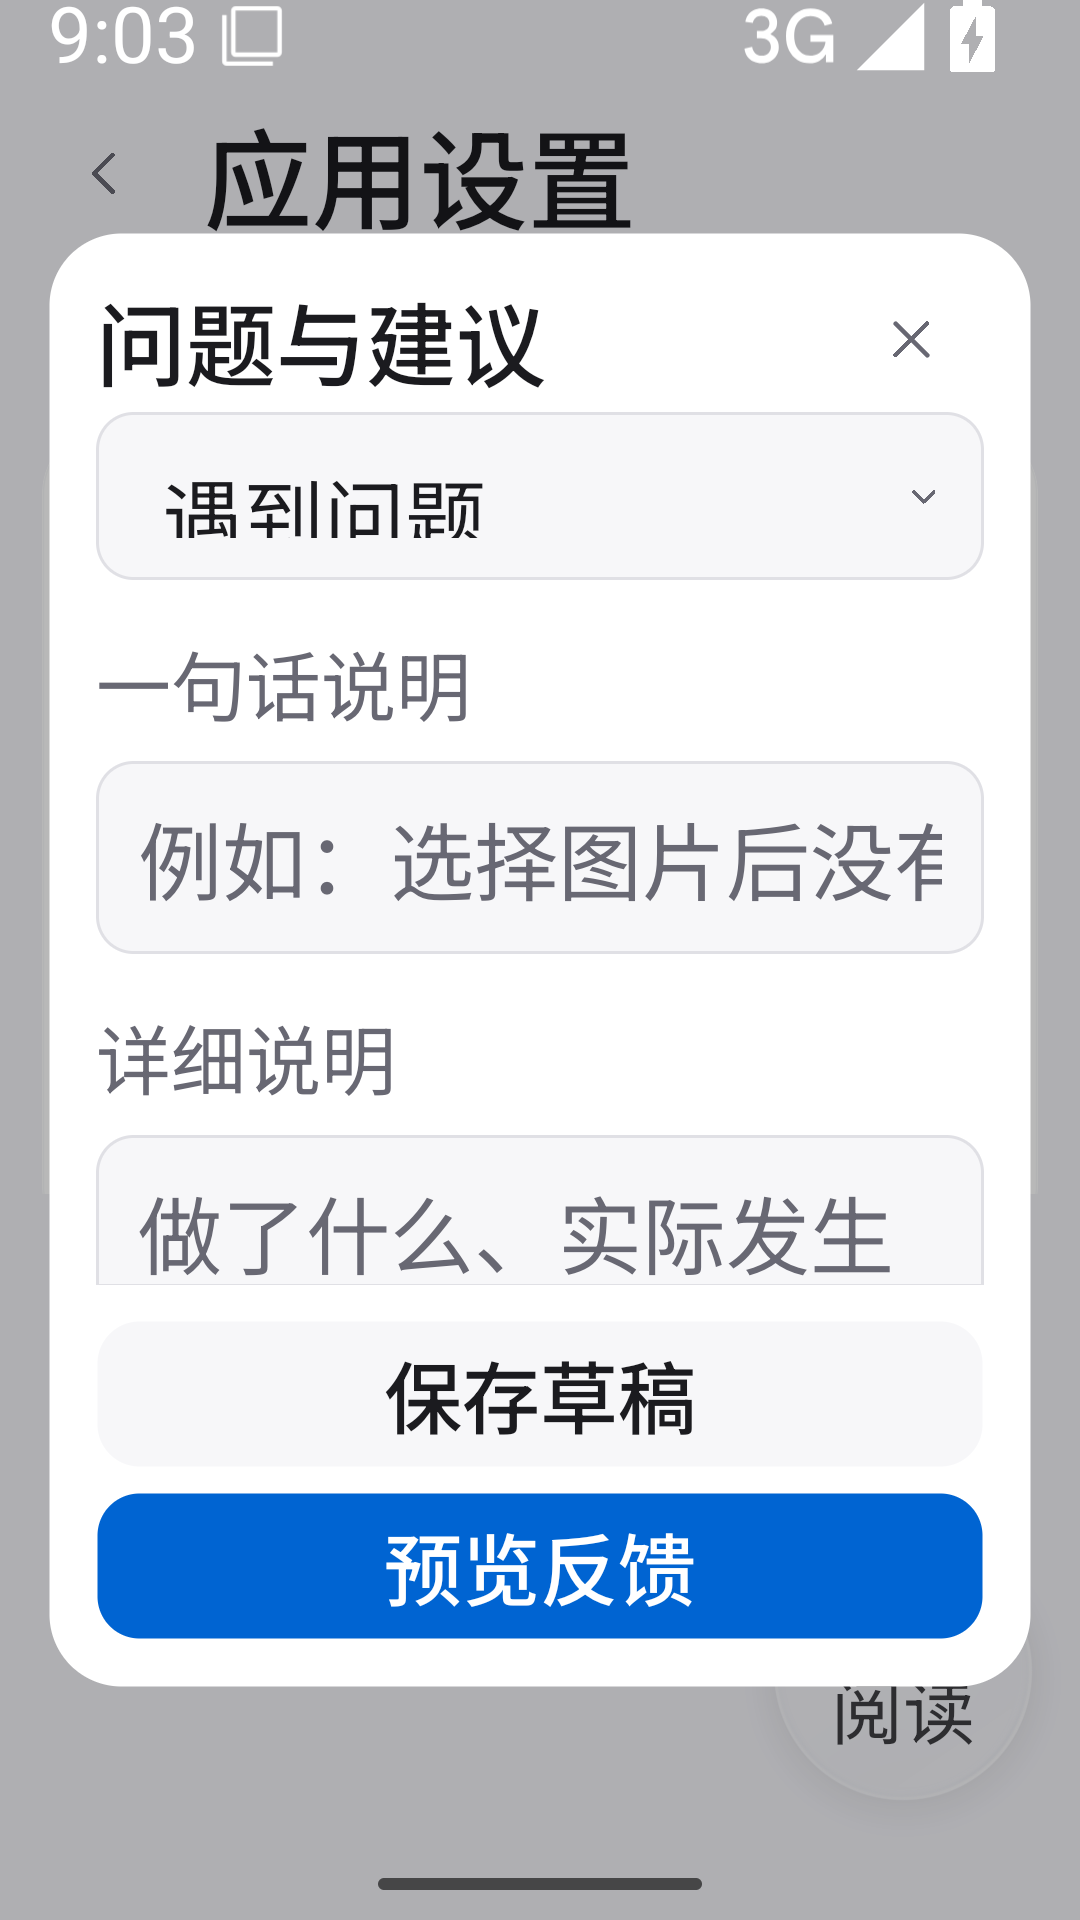 9:03
3G
应用设置
问题与建议
遇到问题
一句话说明
例如：选择图片后没有
详细说明
做了什么、实际发生
保存草稿
预览反馈
阅读